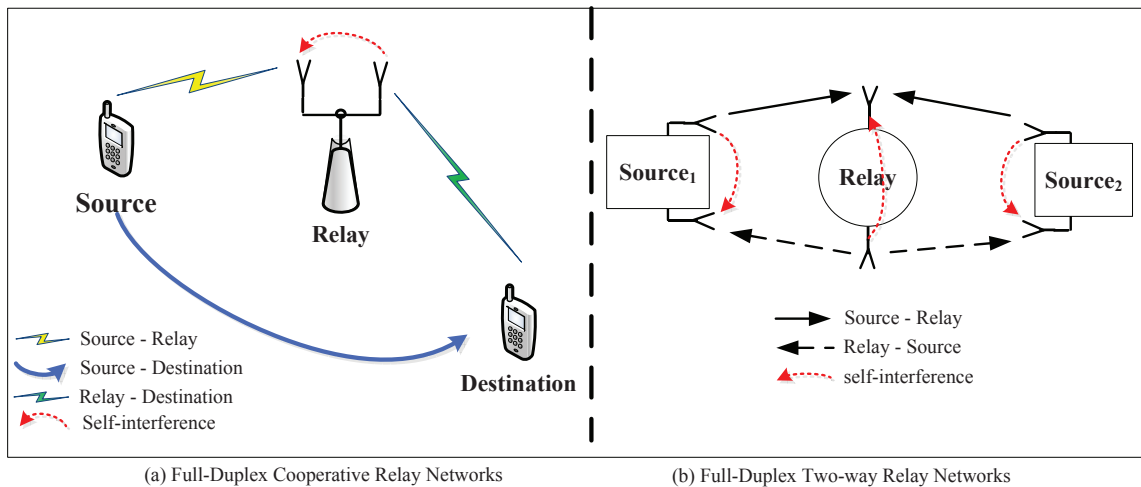 Source
Relay
Destination
Source - Relay
Source - Destination
Relay - Destination
Self-interference
(a) Full-Duplex Cooperative Relay Networks
Source1
Relay
Source2
Source - Relay
Relay - Source
self-interference
(b) Full-Duplex Two-way Relay Networks